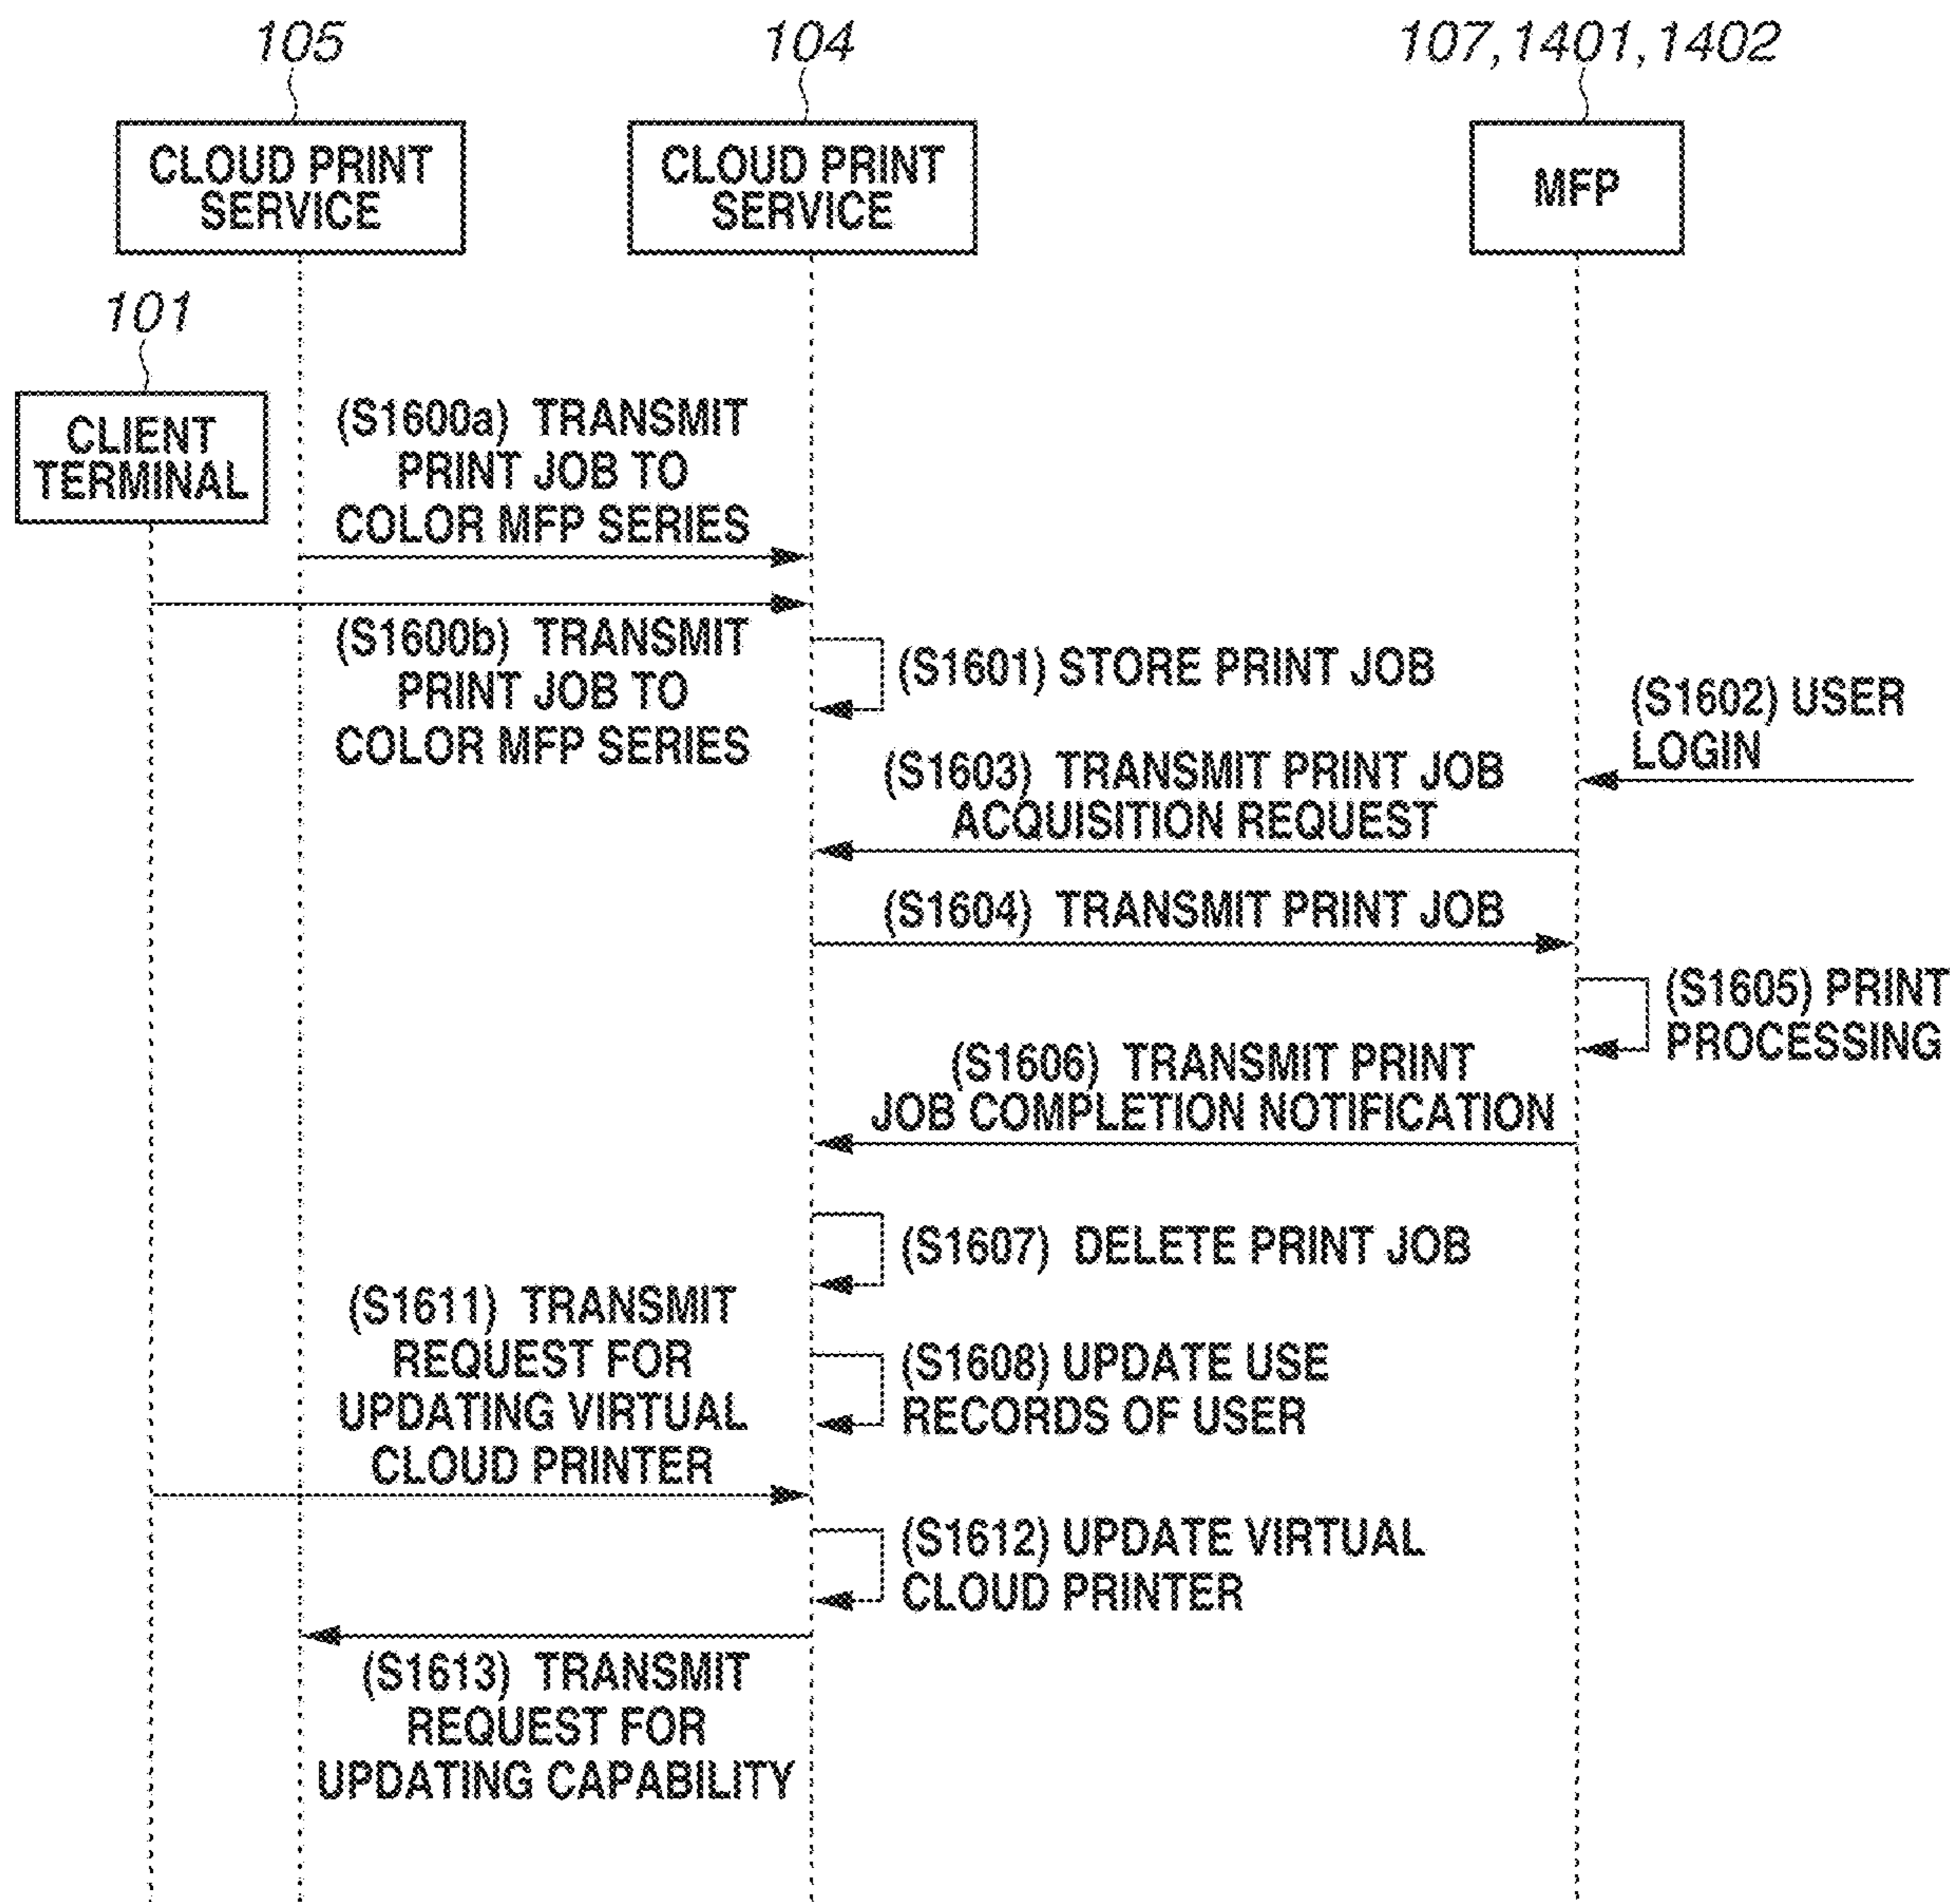 105
104
107,1401,1402
CLOUD PRINT
SERVICE
CLOUD PRINT
SERVICE
MFP
101
CLIENT
TERMINAL
(S1600a) TRANSMIT
PRINT JOB TO
COLOR MFP SERIES
(S1600b) TRANSMIT
PRINT JOB TO
COLOR MFP SERIES
(S1601) STORE PRINT JOB
(S1602) USER
LOGIN
(S1603) TRANSMIT PRINT JOB
ACQUISITION REQUEST
(S1604) TRANSMIT PRINT JOB
(S1605) PRINT
PROCESSING
(S1606) TRANSMIT PRINT
JOB COMPLETION NOTIFICATION
(S1607) DELETE PRINT JOB
(S1611) TRANSMIT
REQUEST FOR
UPDATING VIRTUAL
CLOUD PRINTER
(S1608) UPDATE USE
RECORDS OF USER
(S1612) UPDATE VIRTUAL
CLOUD PRINTER
(S1613) TRANSMIT
REQUEST FOR
UPDATING CAPABILITY